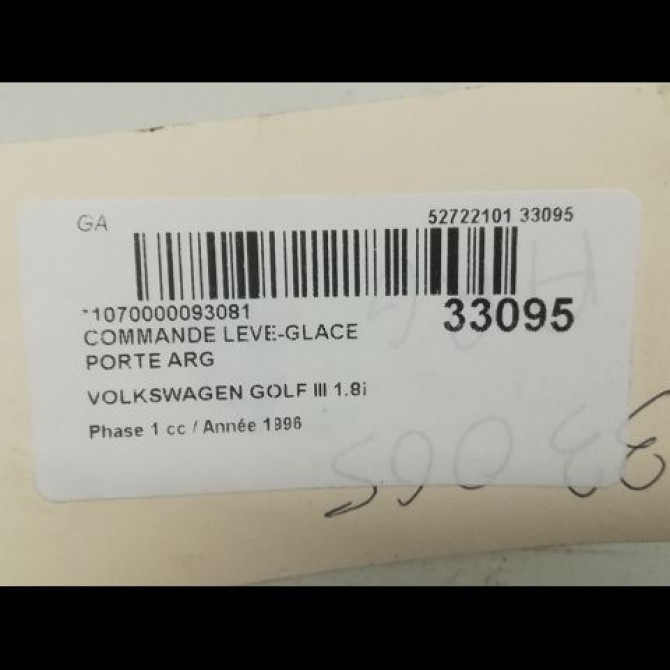 GA
52722101 33095
*1070000093081
33095
COMMANDE LEVE-GLACE
PORTE ARG
VOLKSWAGEN GOLF III 1.8i
Phase 1 cc / Année 1996